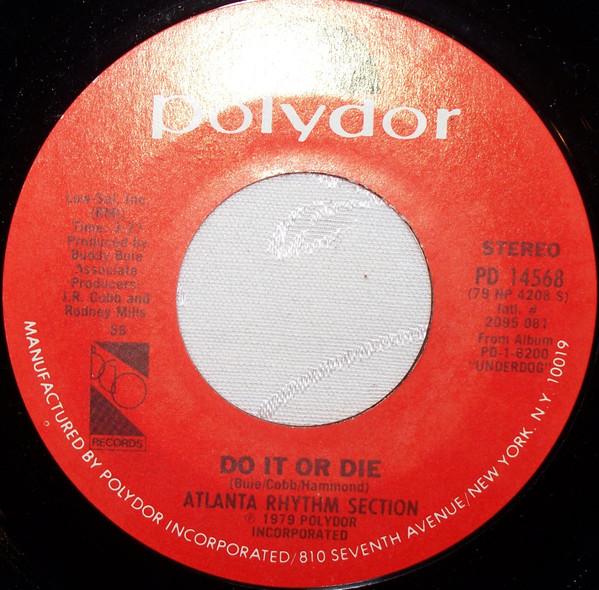 polydor
Low-Sal, Inc.
(BMI)
Time: 3:27
Produced by
Buddy Buie
Associate
Producers:
J.R. Cobb and
Rodney Mills
STEREO
PD 14568
(79 NP 4208 S)
Intl. #
2095 081
From Album
PD-1-6200
"UNDERDOG"
BGO
RECORDS
DO IT OR DIE
(Buie/Cobb/Hammond)
ATLANTA RHYTHM SECTION
℗ 1979 POLYDOR
INCORPORATED
MANUFACTURED BY POLYDOR INCORPORATED/810 SEVENTH AVENUE/NEW YORK, N.Y. 10019